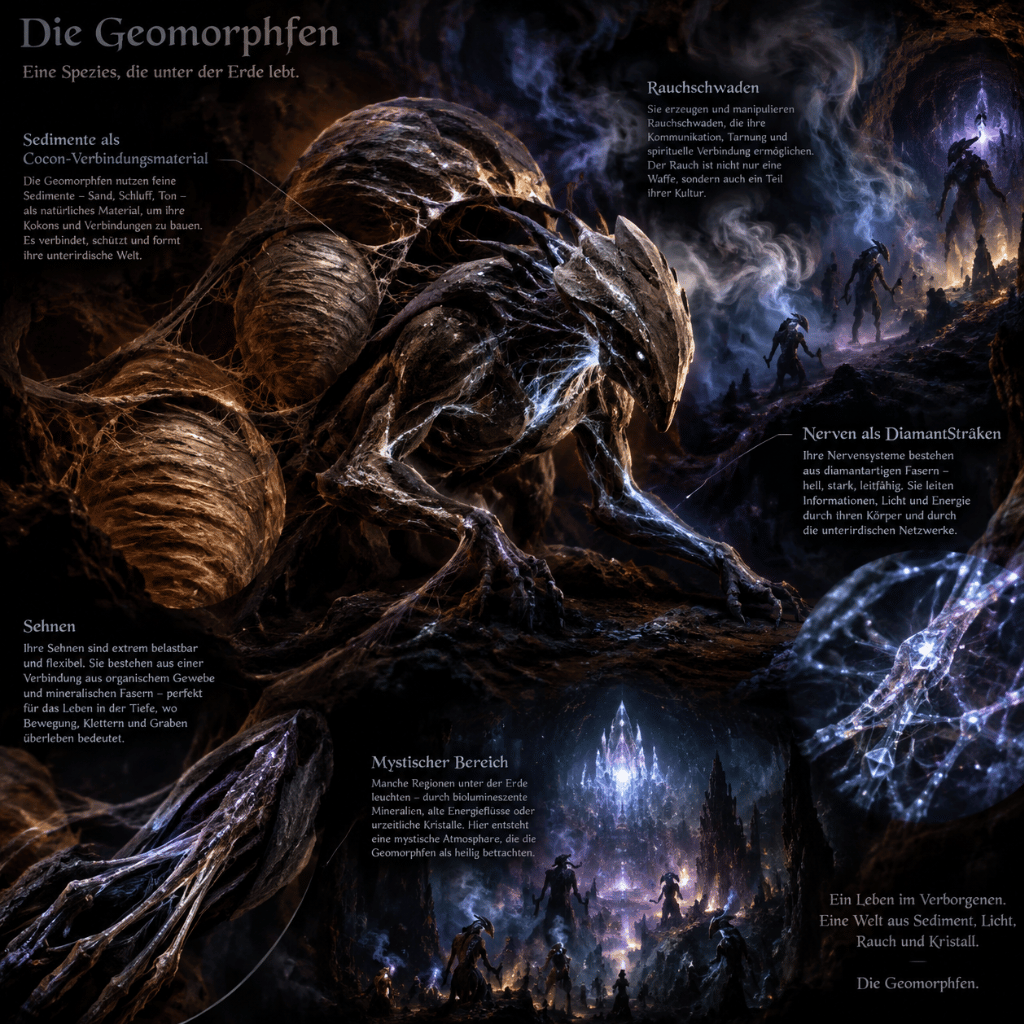 Die Geomorphfen
Eine Spezies, die unter der Erde lebt.
Sedimente als
Cocon-Verbindungsmaterial
Die Geomorphfen nutzen feine
Sedimente – Sand, Schluff, Ton –
als natürliches Material, um ihre
Kokons und Verbindungen zu bauen.
Es verbindet, schützt und formt
ihre unterirdische Welt.
Rauchschwaden
Sie erzeugen und manipulieren
Rauchschwaden, die ihre
Kommunikation, Tarnung und
spirituelle Verbindung ermöglichen.
Der Rauch ist nicht nur eine
Waffe, sondern auch ein Teil
ihrer Kultur.
Nerven als DiamantSträken
Ihre Nervensysteme bestehen
aus diamantartigen Fasern –
hell, stark, leitfähig. Sie leiten
Informationen, Licht und Energie
durch ihren Körper und durch
die unterirdischen Netzwerke.
Sehnen
Ihre Sehnen sind extrem belastbar
und flexibel. Sie bestehen aus einer
Verbindung aus organischem Gewebe
und mineralischen Fasern – perfekt
für das Leben in der Tiefe, wo
Bewegung, Klettern und Graben
überleben bedeutet.
Mystischer Bereich
Manche Regionen unter der Erde
leuchten – durch biolumineszente
Mineralien, alte Energieflüsse oder
urzeitliche Kristalle. Hier entsteht
eine mystische Atmosphäre, die die
Geomorphfen als heilig betrachten.
Ein Leben im Verborgenen.
Eine Welt aus Sediment, Licht,
Rauch und Kristall.
Die Geomorphfen.